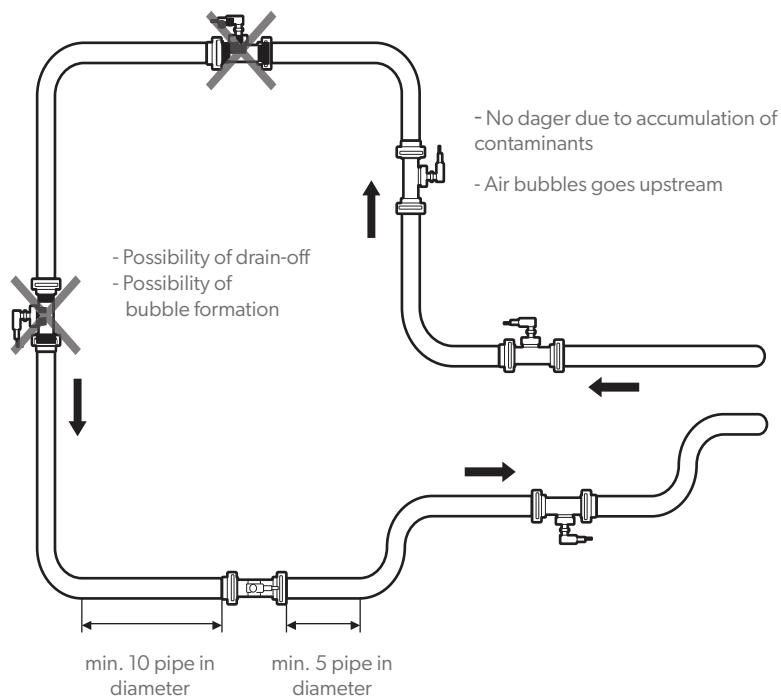 - No dager due to accumulation of
contaminants
- Air bubbles goes upstream
- Possibility of drain-off
- Possibility of
bubble formation
min. 10 pipe in
diameter
min. 5 pipe in
diameter